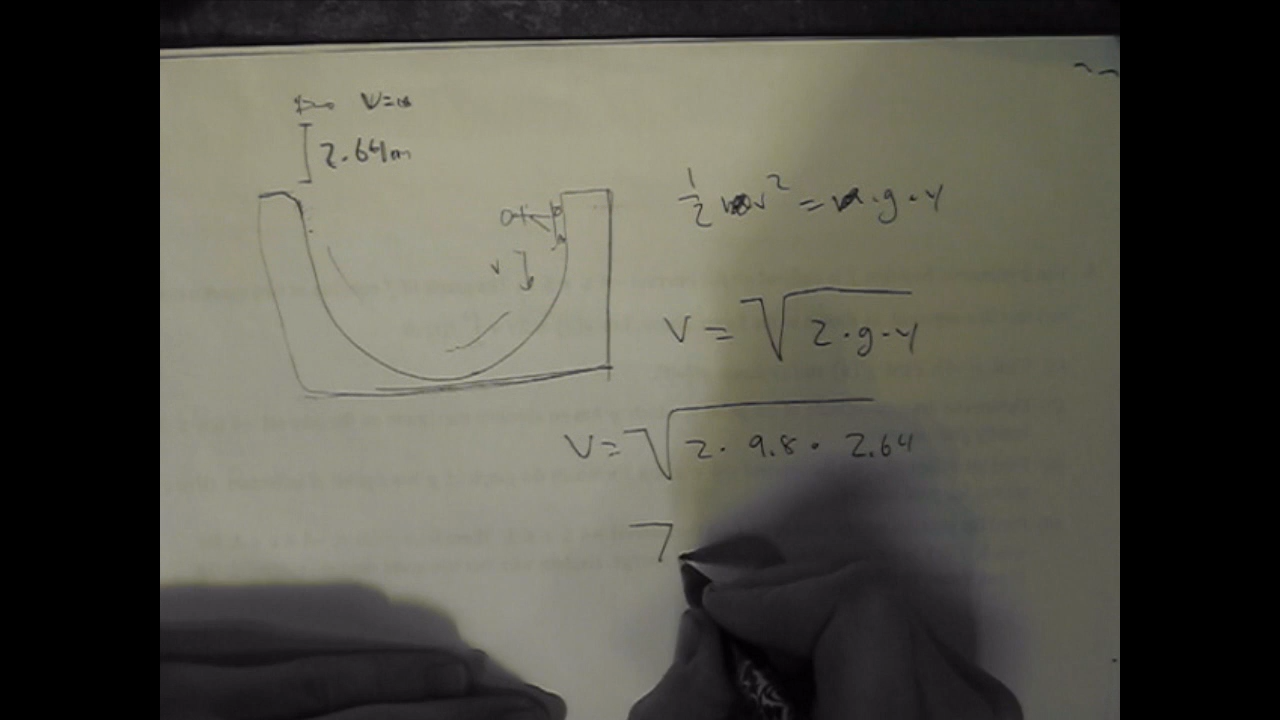 V=0
2.64m
V
1/2 mv² = m·g·y
V = √2·g·y
V = √2·9.8·2.64
7.